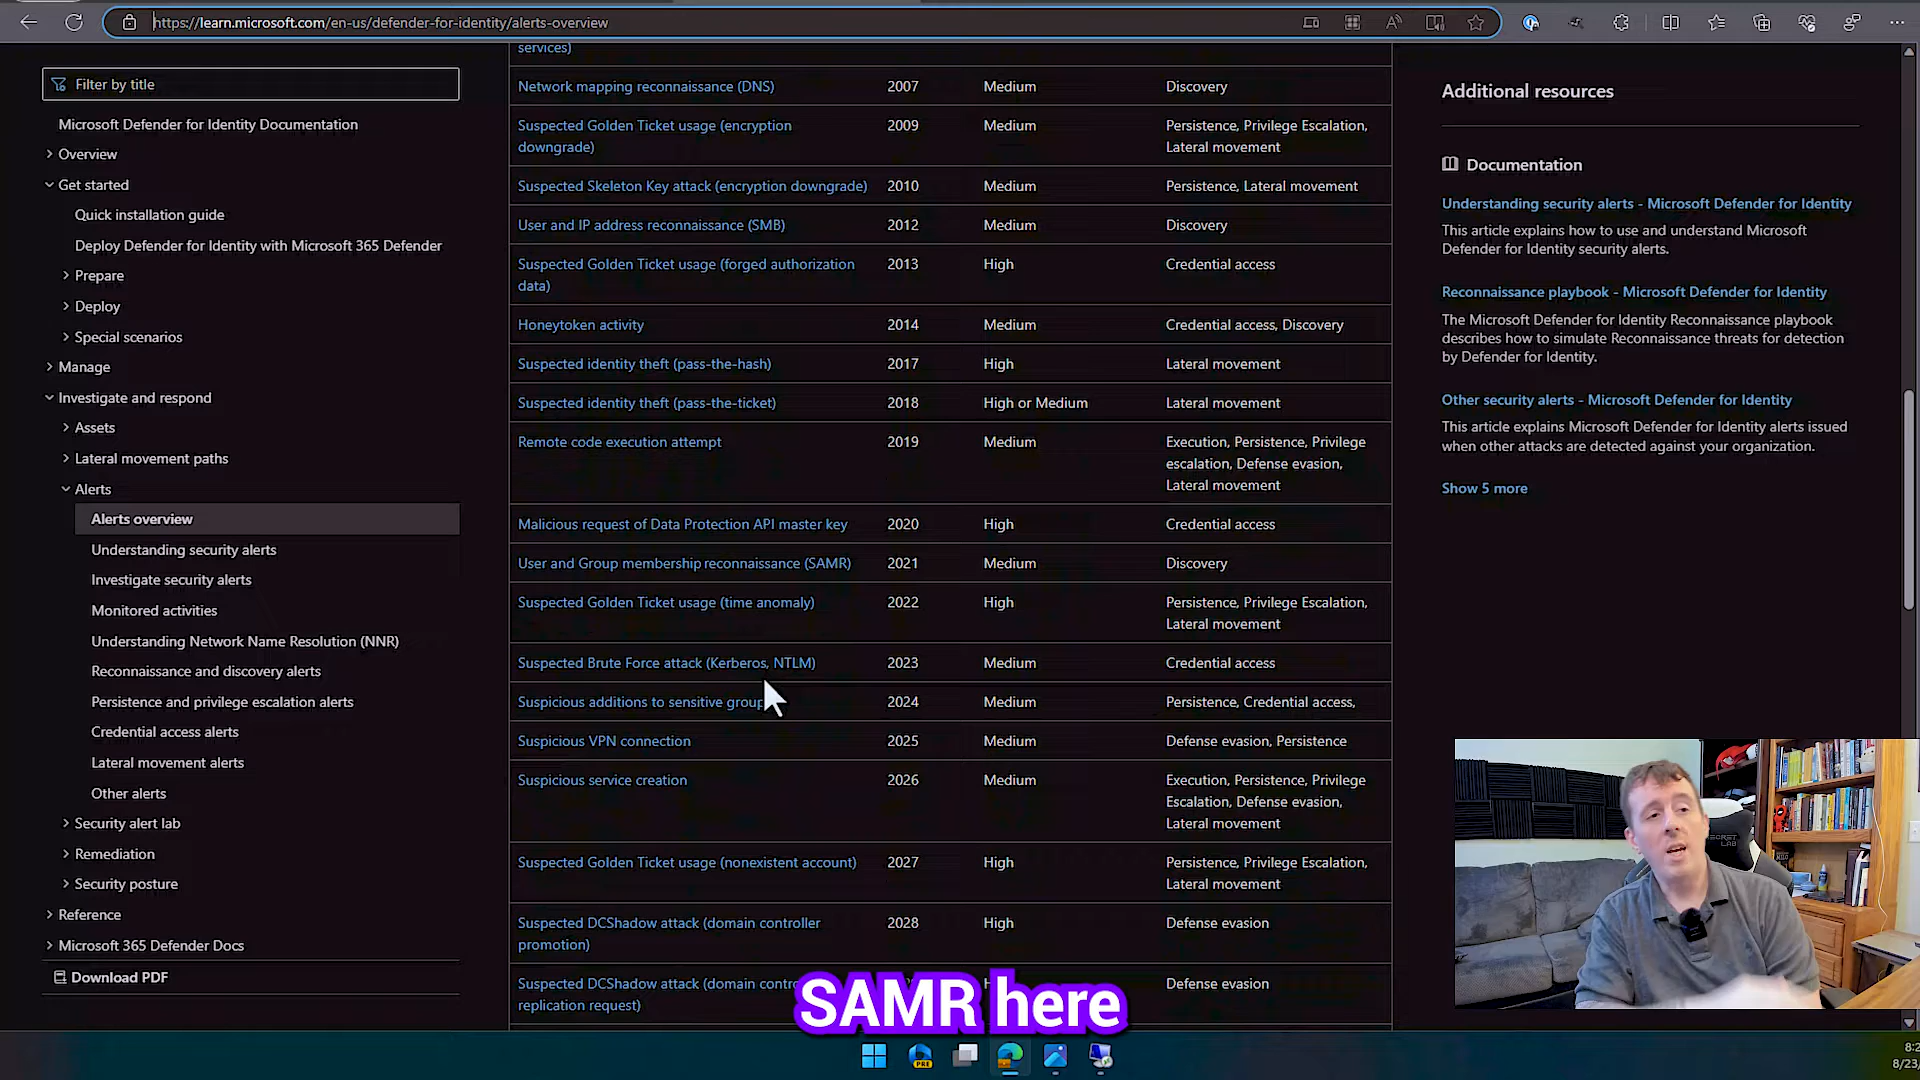 https://learn.microsoft.com/en-us/defender-for-identity/alerts-overview
Filter by title
Microsoft Defender for Identity Documentation
Overview
Get started
Quick installation guide
Deploy Defender for Identity with Microsoft 365 Defender
Prepare
Deploy
Special scenarios
Manage
Investigate and respond
Assets
Lateral movement paths
Alerts
Alerts overview
Understanding security alerts
Investigate security alerts
Monitored activities
Understanding Network Name Resolution (NNR)
Reconnaissance and discovery alerts
Persistence and privilege escalation alerts
Credential access alerts
Lateral movement alerts
Other alerts
Security alert lab
Remediation
Security posture
Reference
Microsoft 365 Defender Docs
Download PDF
services)
Network mapping reconnaissance (DNS) 2007 Medium Discovery
Suspected Golden Ticket usage (encryption 2009 Medium Persistence, Privilege Escalation,
downgrade) Lateral movement
Suspected Skeleton Key attack (encryption downgrade) 2010 Medium Persistence, Lateral movement
User and IP address reconnaissance (SMB) 2012 Medium Discovery
Suspected Golden Ticket usage (forged authorization 2013 High Credential access
data)
Honeytoken activity 2014 Medium Credential access, Discovery
Suspected identity theft (pass-the-hash) 2017 High Lateral movement
Suspected identity theft (pass-the-ticket) 2018 High or Medium Lateral movement
Remote code execution attempt 2019 Medium Execution, Persistence, Privilege
escalation, Defense evasion,
Lateral movement
Malicious request of Data Protection API master key 2020 High Credential access
User and Group membership reconnaissance (SAMR) 2021 Medium Discovery
Suspected Golden Ticket usage (time anomaly) 2022 High Persistence, Privilege Escalation,
Lateral movement
Suspected Brute Force attack (Kerberos, NTLM) 2023 Medium Credential access
Suspicious additions to sensitive group 2024 Medium Persistence, Credential access,
Suspicious VPN connection 2025 Medium Defense evasion, Persistence
Suspicious service creation 2026 Medium Execution, Persistence, Privilege
Escalation, Defense evasion,
Lateral movement
Suspected Golden Ticket usage (nonexistent account) 2027 High Persistence, Privilege Escalation,
Lateral movement
Suspected DCShadow attack (domain controller 2028 High Defense evasion
promotion)
Suspected DCShadow attack (domain Defense evasion
replication request)
Additional resources
Documentation
Understanding security alerts - Microsoft Defender for Identity
This article explains how to use and understand Microsoft
Defender for Identity security alerts.
Reconnaissance playbook - Microsoft Defender for Identity
The Microsoft Defender for Identity Reconnaissance playbook
describes how to simulate Reconnaissance threats for detection
by Defender for Identity.
Other security alerts - Microsoft Defender for Identity
This article explains Microsoft Defender for Identity alerts issued
when other attacks are detected against your organization.
Show 5 more
SECRET
LAB
SAMR here
PRE
8:2
8/23/